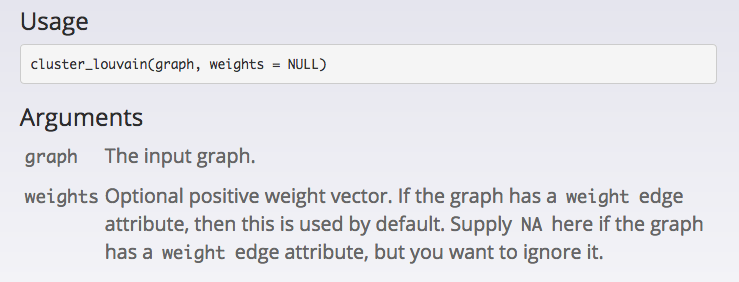 Usage
cluster_louvain(graph, weights = NULL)
Arguments
graph The input graph.
weights Optional positive weight vector. If the graph has a weight edge
attribute, then this is used by default. Supply NA here if the graph
has a weight edge attribute, but you want to ignore it.